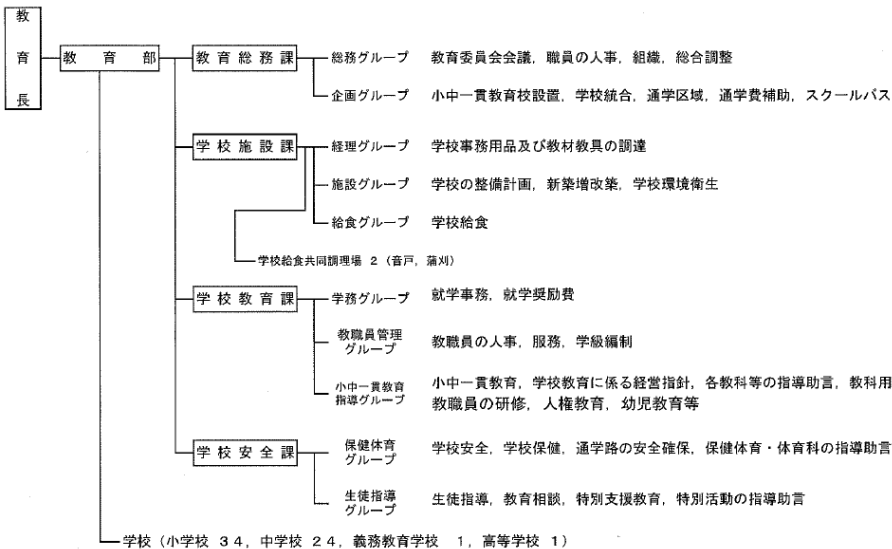 教育長
教育部
教育総務課
総務グループ 教育委員会会議，職員の人事，組織，総合調整
企画グループ 小中一貫教育校設置，学校統合，通学区域，通学費補助，スクールバス
学校施設課
経理グループ 学校事務用品及び教材教具の調達
施設グループ 学校の整備計画，新築増改築，学校環境衛生
給食グループ 学校給食
学校給食共同調理場 2（音戸，蒲刈）
学校教育課
学務グループ 就学事務，就学奨励費
教職員管理
グループ
教職員の人事，服務，学級編制
小中一貫教育
指導グループ
小中一貫教育，学校教育に係る経営指針，各教科等の指導助言，教科用
教職員の研修，人権教育，幼児教育等
学校安全課
保健体育
グループ
学校安全，学校保健，通学路の安全確保，保健体育・体育科の指導助言
生徒指導
グループ
生徒指導，教育相談，特別支援教育，特別活動の指導助言
学校（小学校 34，中学校 24，義務教育学校 1，高等学校 1）